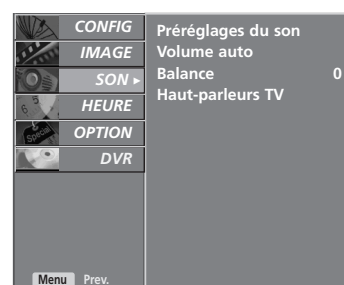 CONFIG
IMAGE
SON ►
HEURE
OPTION
DVR
Préréglages du son
Volume auto
Balance 0
Haut-parleurs TV
Menu Prev.